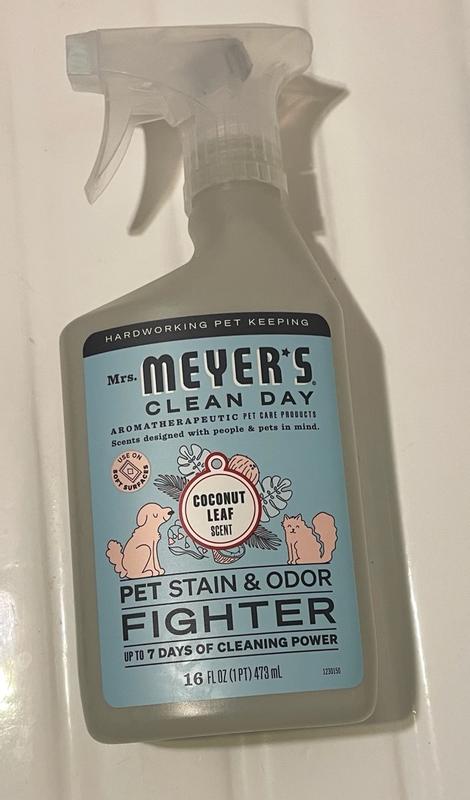 HARDWORKING PET KEEPING
Mrs. MEYER'S®
CLEAN DAY
AROMATHERAPEUTIC PET CARE PRODUCTS
Scents designed with people & pets in mind.
USE ON
SOFT SURFACES
COCONUT
LEAF
SCENT
PET STAIN & ODOR
FIGHTER
UP TO 7 DAYS OF CLEANING POWER
16 FL OZ (1 PT) 473 mL
1230150